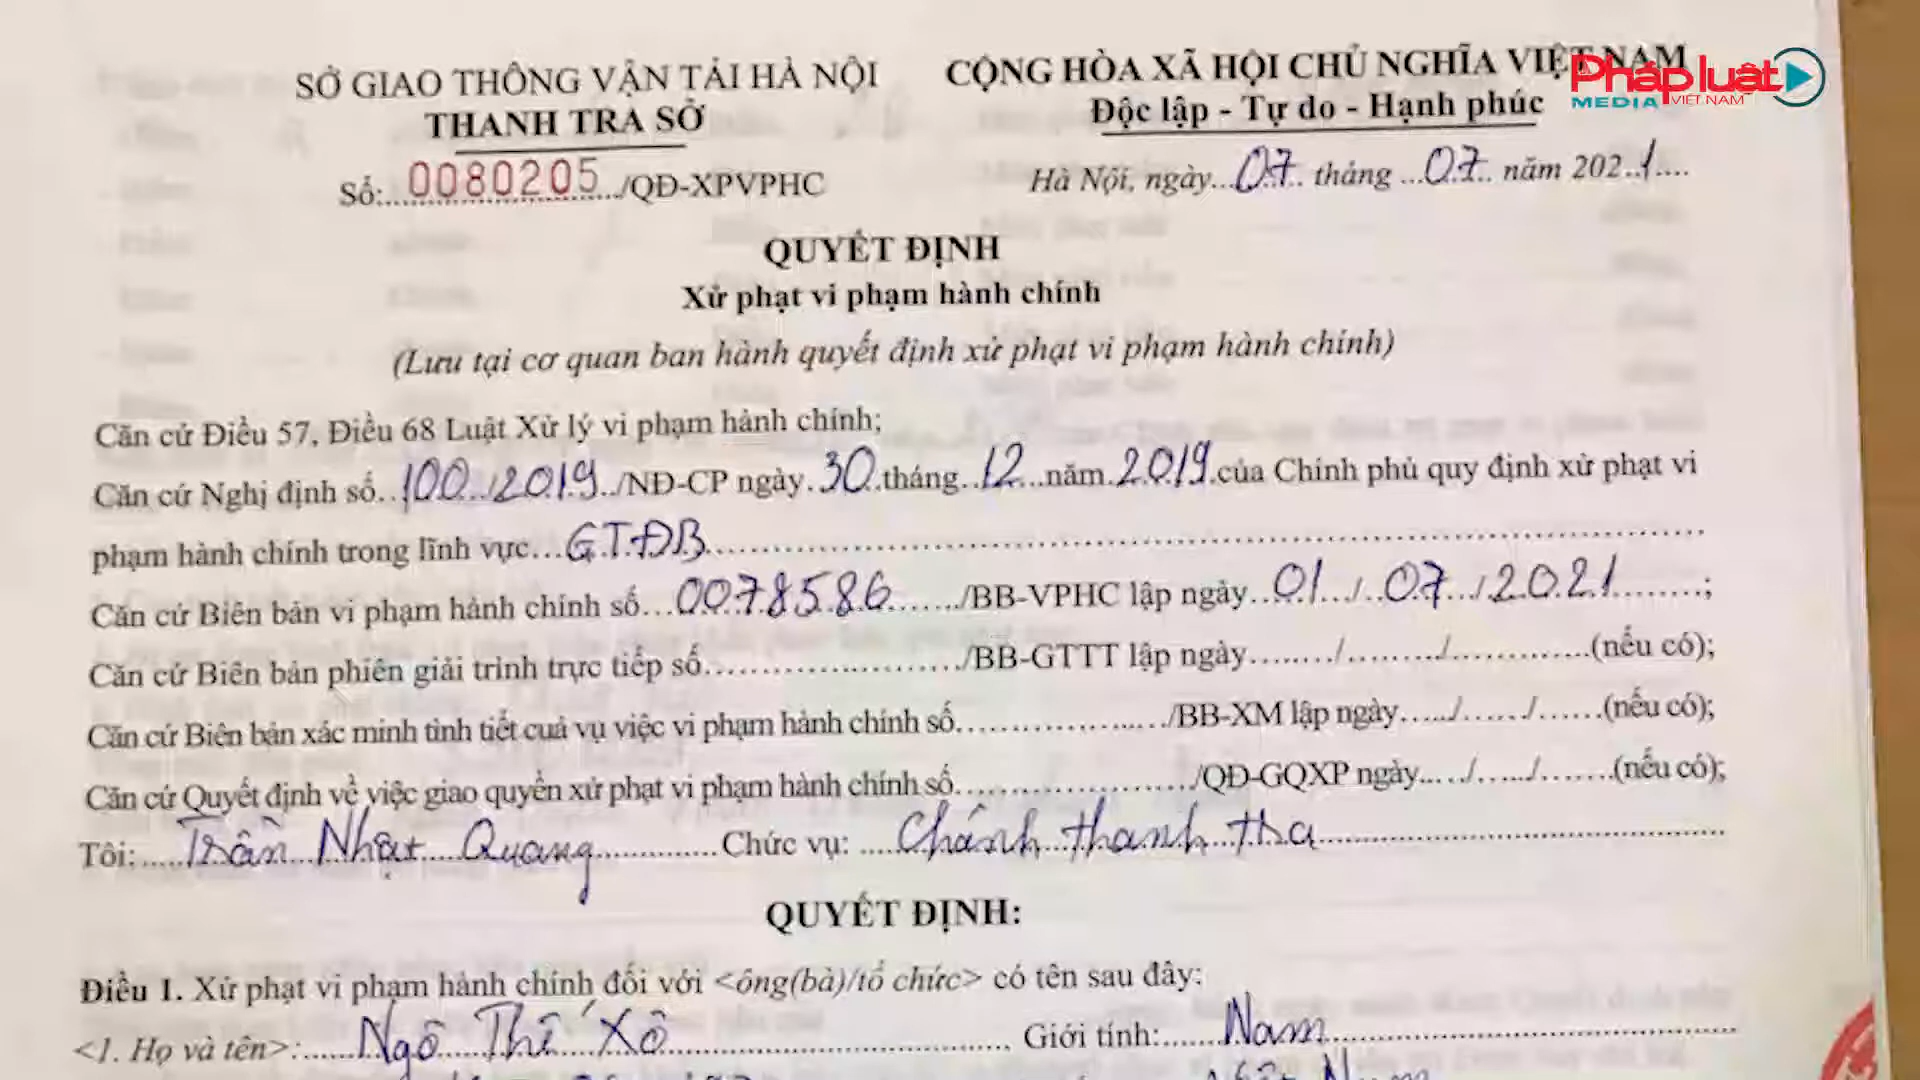 SỞ GIAO THÔNG VẬN TẢI HÀ NỘI
THANH TRA SỞ
Số: 0080205 /QĐ-XPVPHC
CỘNG HÒA XÃ HỘI CHỦ NGHĨA VIỆT NAM
Độc lập - Tự do - Hạnh phúc
Hà Nội, ngày 07 tháng 07 năm 2021
Pháp luật
MEDIA VIỆT NAM
QUYẾT ĐỊNH
Xử phạt vi phạm hành chính
(Lưu tại cơ quan ban hành quyết định xử phạt vi phạm hành chính)
Căn cứ Điều 57, Điều 68 Luật Xử lý vi phạm hành chính;
Căn cứ Nghị định số 100/2019/NĐ-CP ngày 30 tháng 12 năm 2019 của Chính phủ quy định xử phạt vi
phạm hành chính trong lĩnh vực GTĐB
Căn cứ Biên bản vi phạm hành chính số 0078586 /BB-VPHC lập ngày 01/07/2021;
Căn cứ Biên bản phiên giải trình trực tiếp số............/BB-GTTT lập ngày....../......../............(nếu có);
Căn cứ Biên bản xác minh tình tiết cuả vụ việc vi phạm hành chính số............/BB-XM lập ngày....../....../......(nếu có);
Căn cứ Quyết định về việc giao quyền xử phạt vi phạm hành chính số............/QĐ-GQXP ngày....../....../......(nếu có);
Tôi: Trần Nhật Quang Chức vụ: Chánh thanh tra
QUYẾT ĐỊNH:
Điều 1. Xử phạt vi phạm hành chính đối với <ông(bà)/tổ chức> có tên sau đây:
<1. Họ và tên>: Ngô Thế Xô Giới tính: Nam